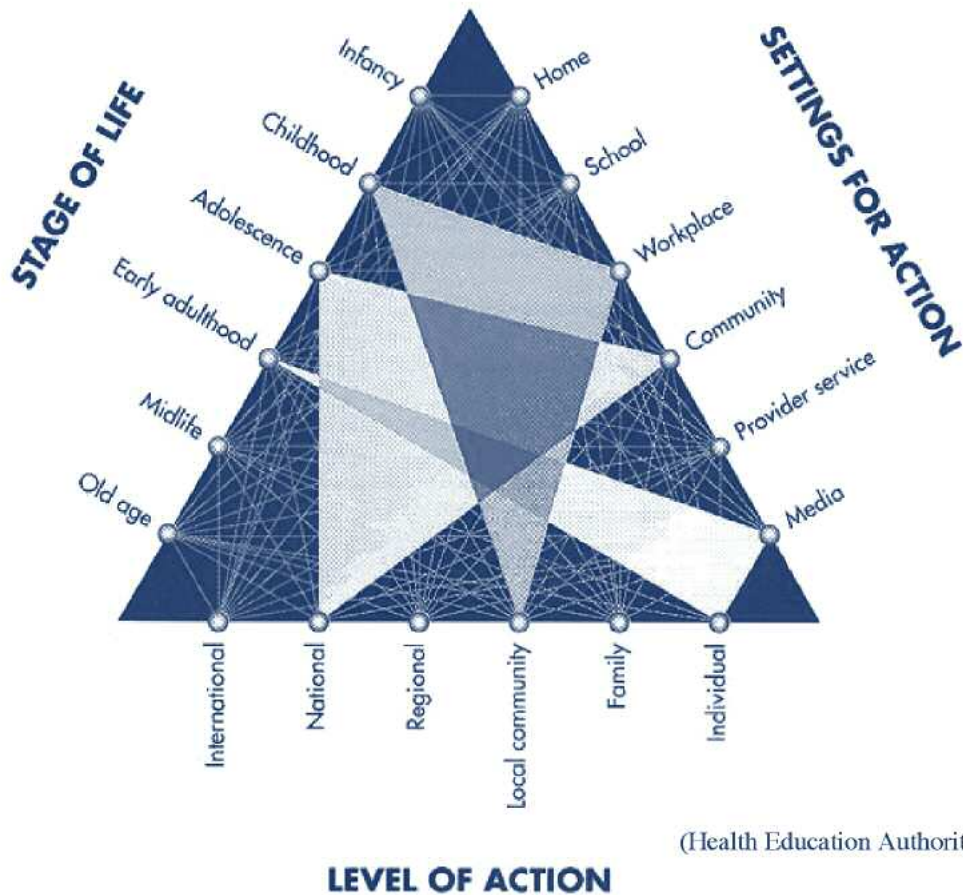 STAGE OF LIFE
Infancy
Childhood
Adolescence
Early adulthood
Midlife
Old age
SETTINGS FOR ACTION
Home
School
Workplace
Community
Provider service
Media
International
National
Regional
Local community
Family
Individual
(Health Education Authorit
LEVEL OF ACTION